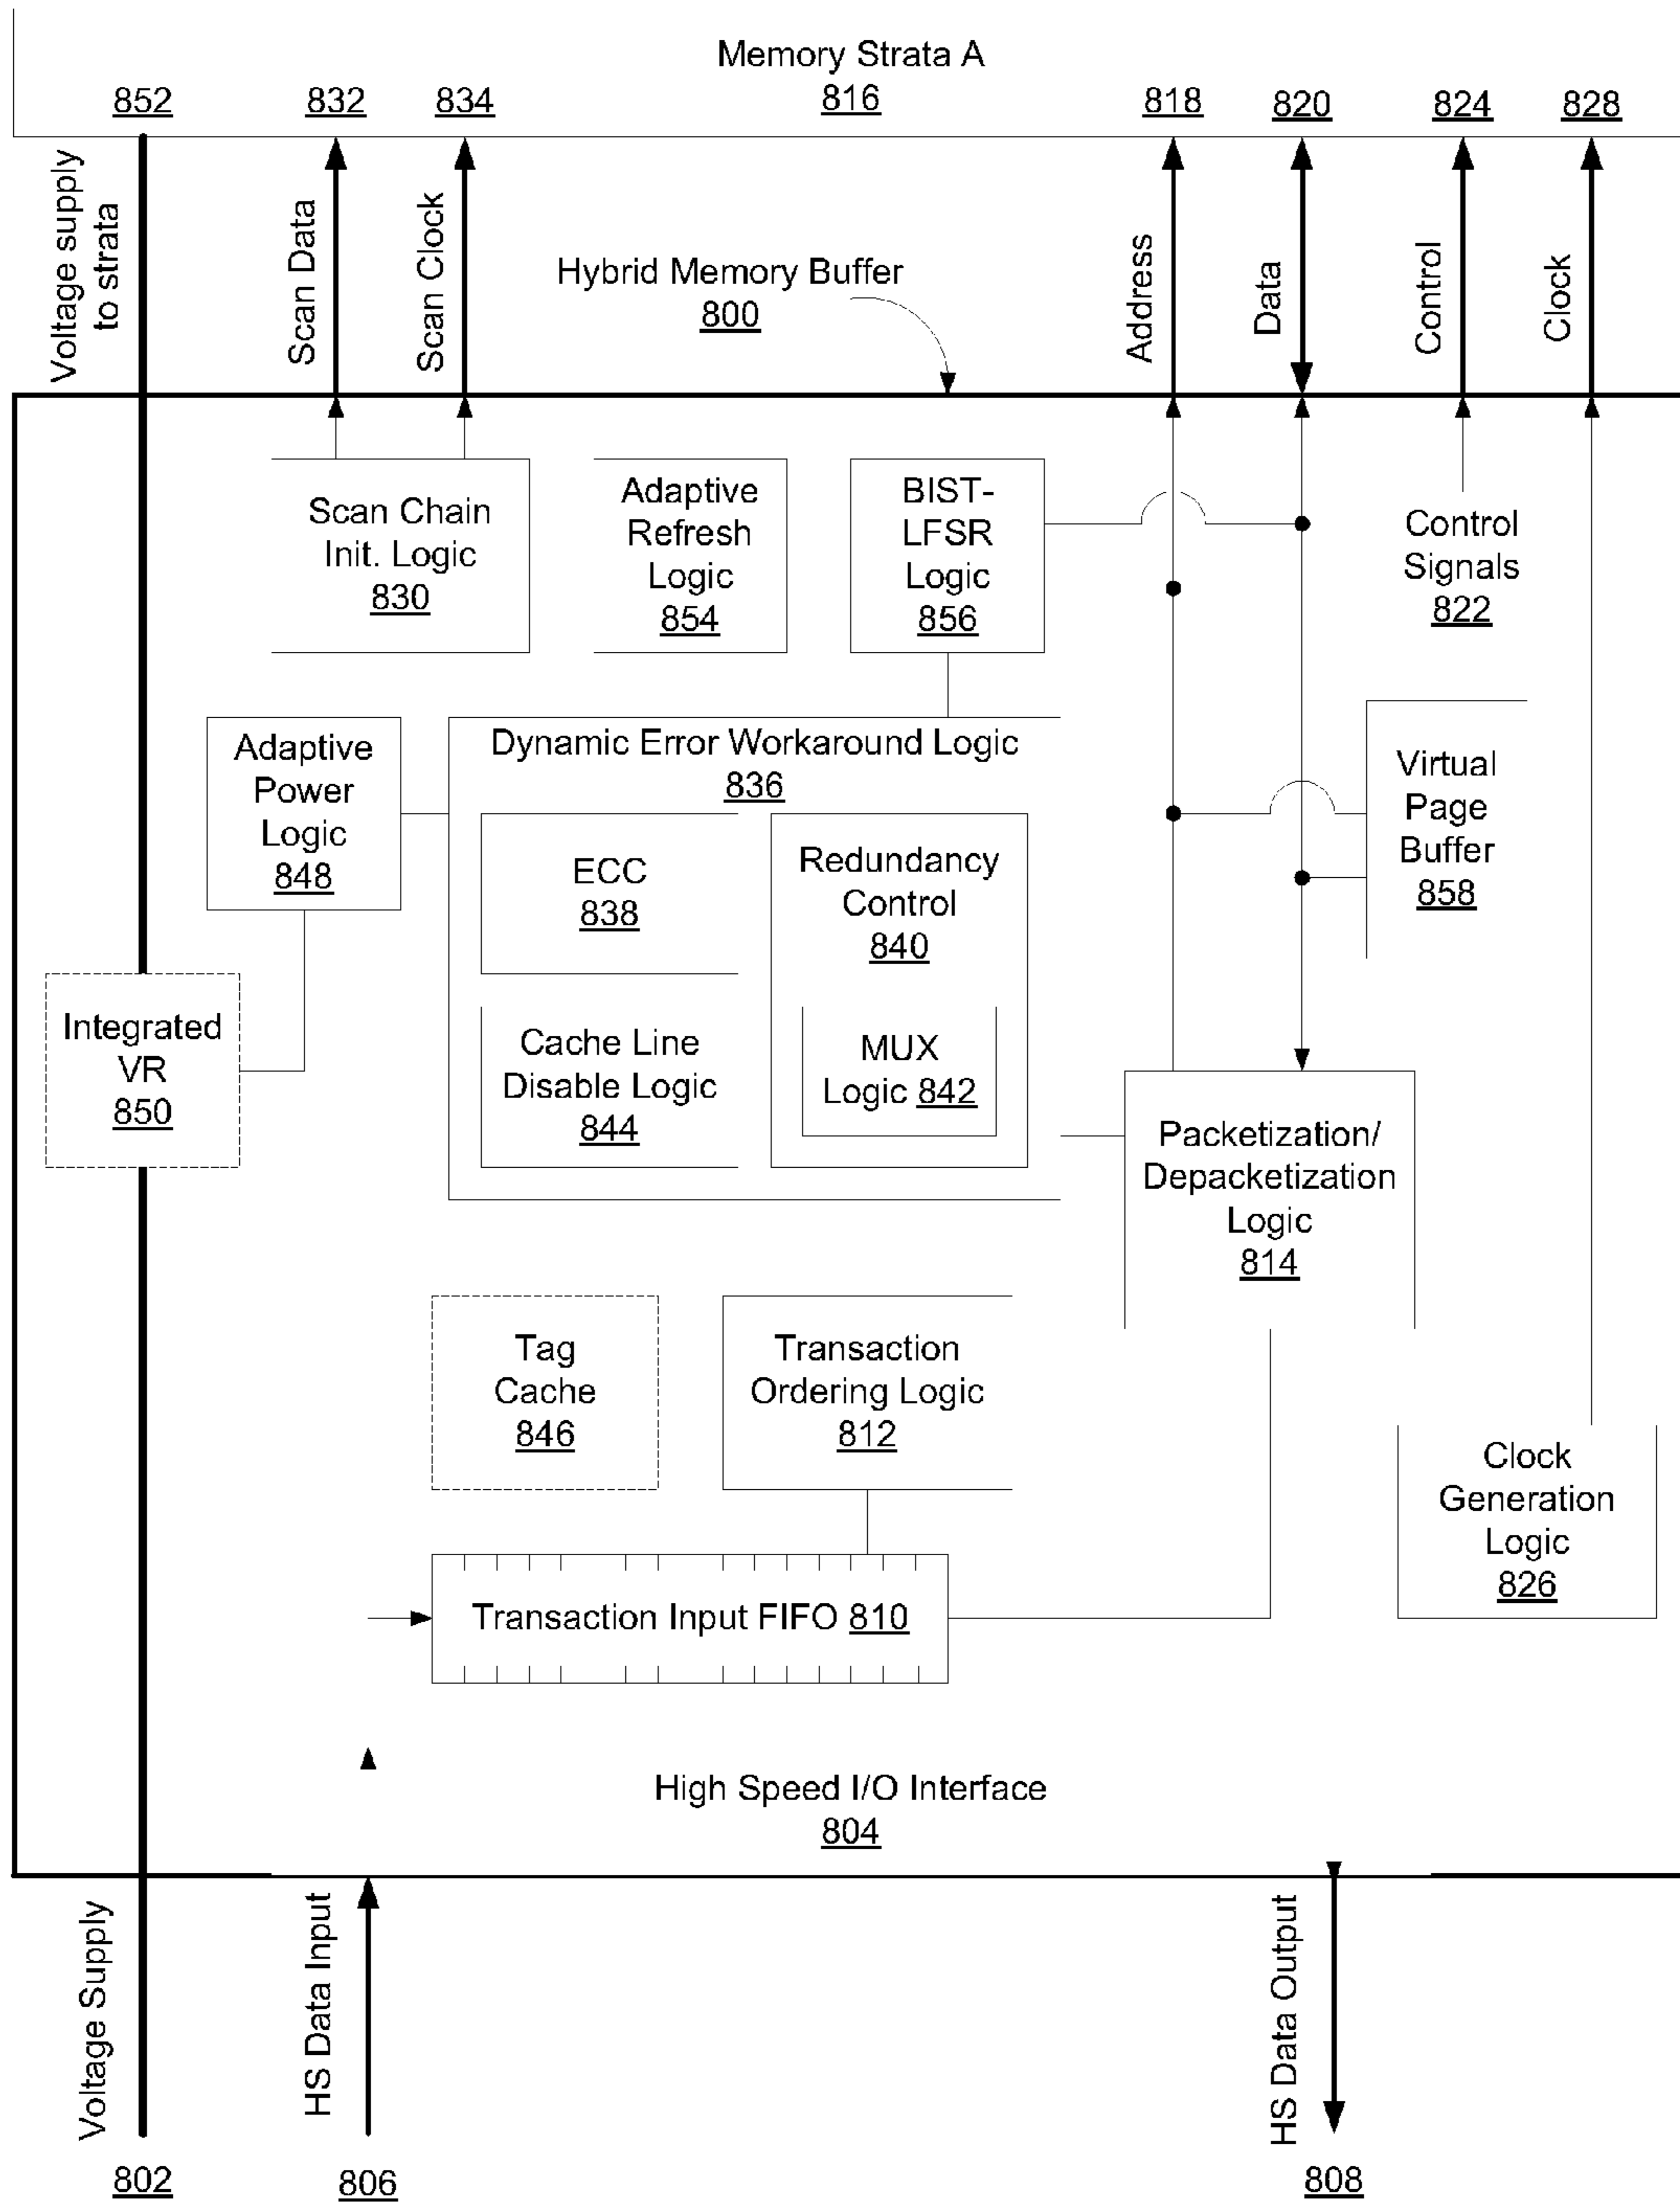 Memory Strata A
852 832 834 816 818 820 824 828
Voltage supply
to strata
Scan Data
Scan Clock
Hybrid Memory Buffer
800
Address
Data
Control
Clock
Scan Chain
Init. Logic
830
Adaptive
Refresh
Logic
854
BIST-
LFSR
Logic
856
Control
Signals
822
Adaptive
Power
Logic
848
Dynamic Error Workaround Logic
836
ECC
838
Redundancy
Control
840
Virtual
Page
Buffer
858
Integrated
VR
850
Cache Line
Disable Logic
844
MUX
Logic 842
Packetization/
Depacketization
Logic
814
Tag
Cache
846
Transaction
Ordering Logic
812
Clock
Generation
Logic
826
Transaction Input FIFO 810
High Speed I/O Interface
804
Voltage Supply
HS Data Input
HS Data Output
802
806
808